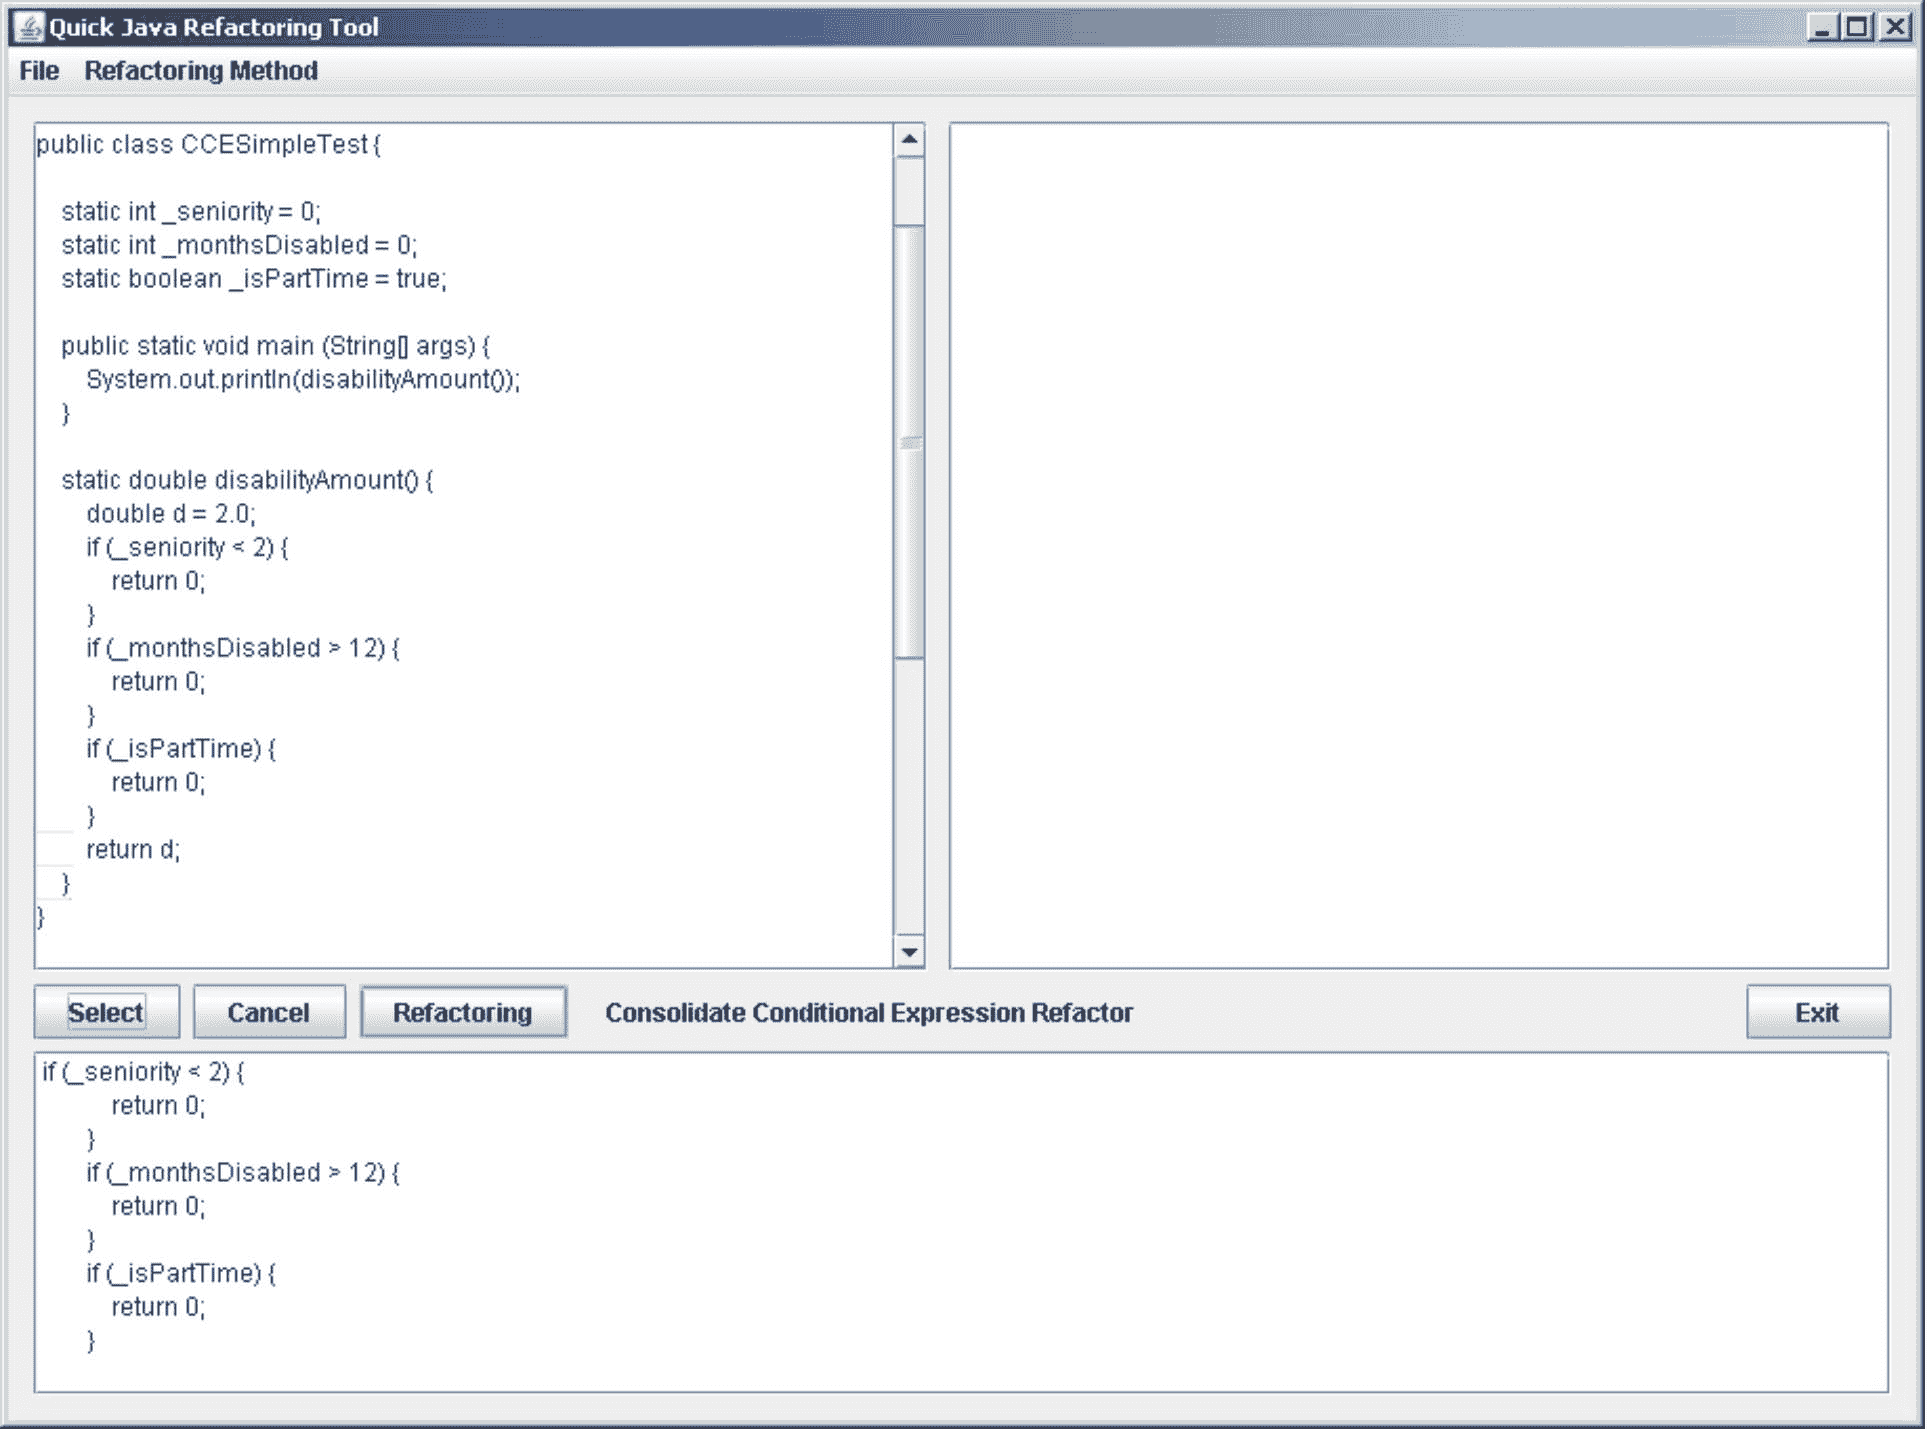 Quick Java Refactoring Tool
File Refactoring Method
public class CCESimpleTest {
static int _seniority = 0;
static int _monthsDisabled = 0;
static boolean _isPartTime = true;
public static void main (String[] args) {
System.out.println(disabilityAmount());
}
static double disabilityAmount() {
double d = 2.0;
if (_seniority < 2) {
return 0;
}
if (_monthsDisabled > 12) {
return 0;
}
if (_isPartTime) {
return 0;
}
return d;
}
}
Select Cancel Refactoring Consolidate Conditional Expression Refactor Exit
if (_seniority < 2) {
return 0;
}
if (_monthsDisabled > 12) {
return 0;
}
if (_isPartTime) {
return 0;
}